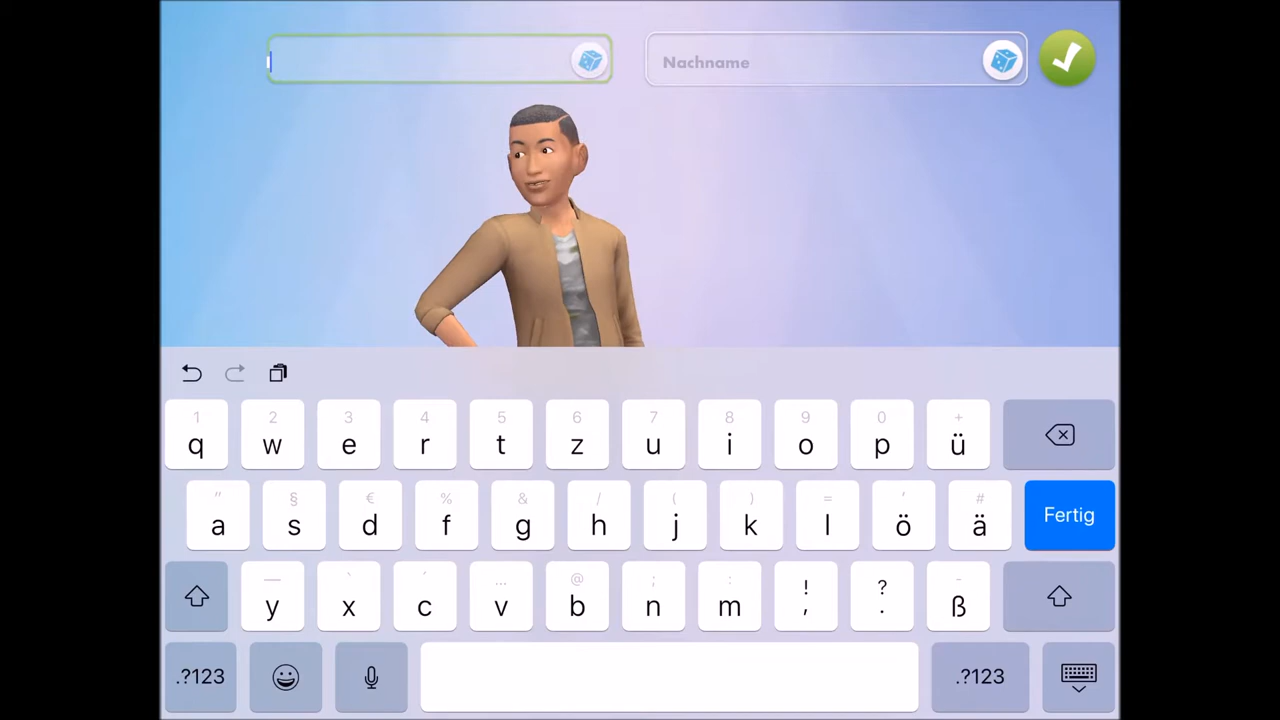 Nachname
1 2 3 4 5 6 7 8 9 0 +
q w e r t z u i o p ü
" § € % & / ( ) = ' #
a s d f g h j k l ö ä Fertig
— ` ´ ... @ ; : ! ? -
y x c v b n m , . ß
.?123 .?123